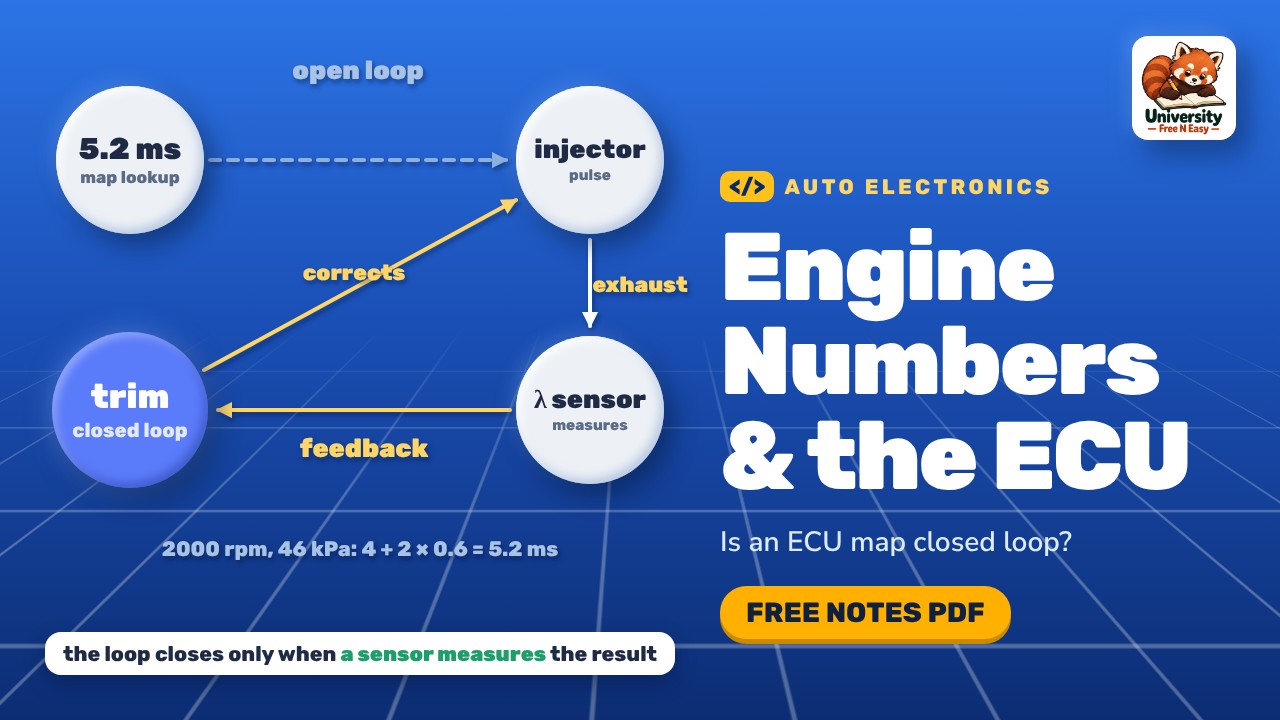 open loop
5.2 ms
map lookup
injector
pulse
corrects
exhaust
trim
closed loop
λ sensor
measures
feedback
2000 rpm, 46 kPa: 4 + 2 × 0.6 = 5.2 ms
the loop closes only when a sensor measures the result
University
Free N Easy
</> AUTO ELECTRONICS
Engine
Numbers
& the ECU
Is an ECU map closed loop?
FREE NOTES PDF